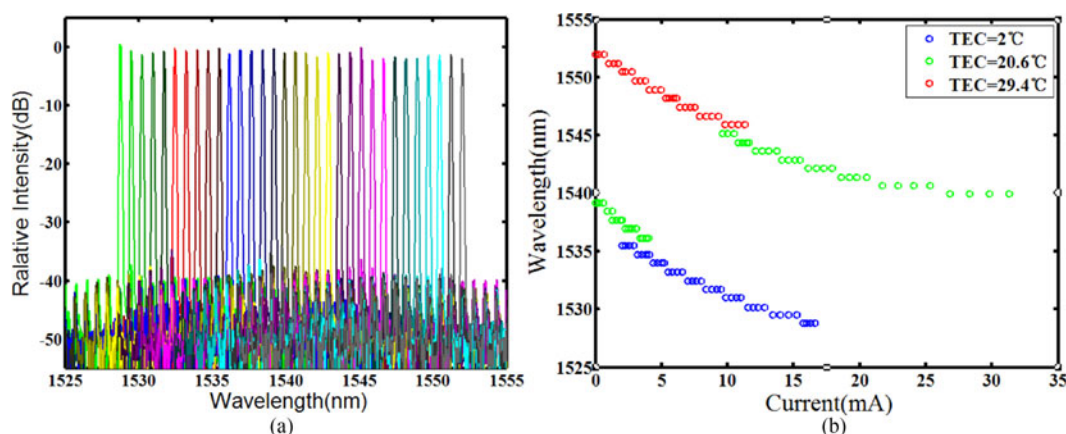 (a)
Ralative Intensity(dB)
0
-10
-20
-30
-40
-50
1525 1530 1535 1540 1545 1550 1555
Wavelength(nm)
(a)
(b)
Wavelength(nm)
1555
1550
1545
1540
1535
1530
1525
TEC=2℃
TEC=20.6℃
TEC=29.4℃
0 5 10 15 20 25 30 35
Current(mA)
(b)